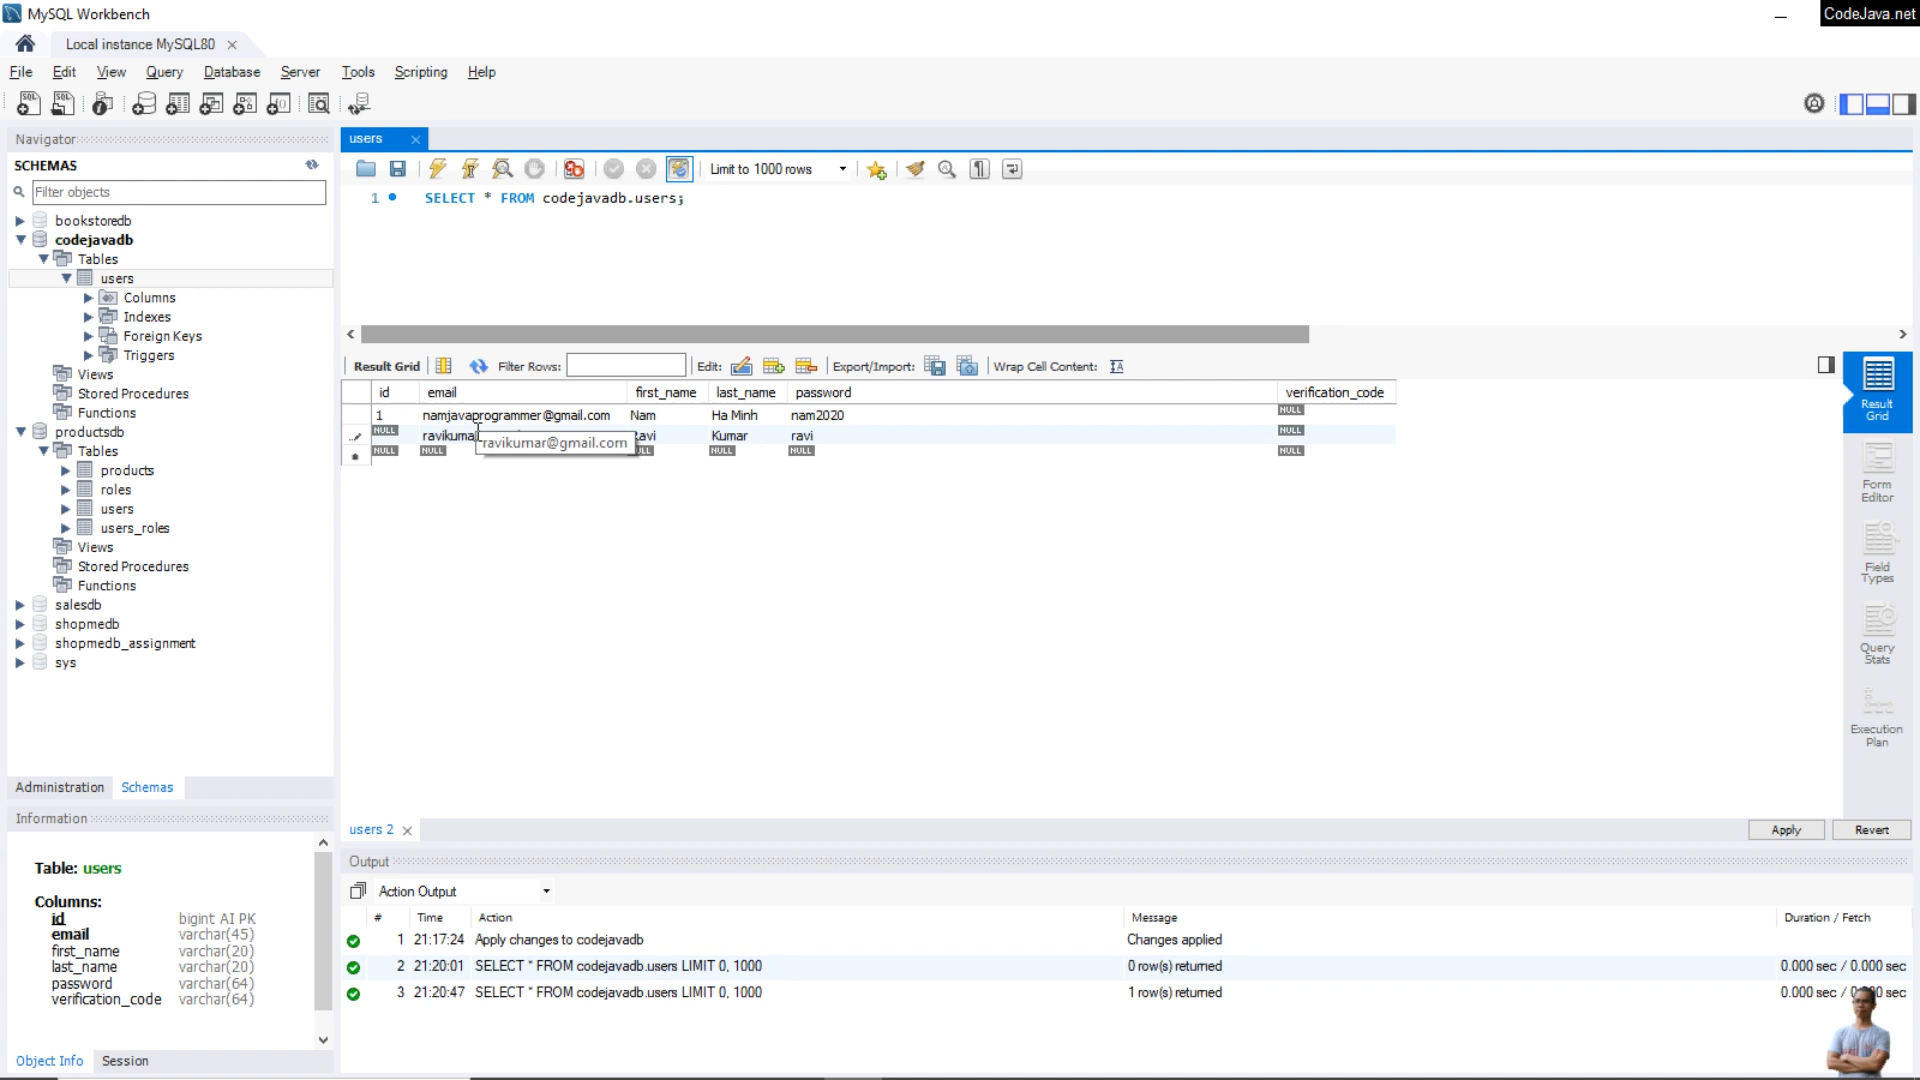 MySQL Workbench
CodeJava.net
Local instance MySQL80
File Edit View Query Database Server Tools Scripting Help
Navigator
SCHEMAS
Filter objects
bookstoredb
codejavadb
Tables
users
Columns
Indexes
Foreign Keys
Triggers
Views
Stored Procedures
Functions
productsdb
Tables
products
roles
users
users_roles
Views
Stored Procedures
Functions
salesdb
shopmedb
shopmedb_assignment
sys
Administration Schemas
Information
Table: users
Columns:
id bigint AI PK
email varchar(45)
first_name varchar(20)
last_name varchar(20)
password varchar(64)
verification_code varchar(64)
Object Info Session
users
Limit to 1000 rows
1 SELECT * FROM codejavadb.users;
Result Grid Filter Rows: Edit: Export/Import: Wrap Cell Content:
id email first_name last_name password verification_code
1 namjavaprogrammer@gmail.com Nam Ha Minh nam2020 NULL
NULL ravikuma Ravi Kumar ravi NULL
ravikumar@gmail.com
NULL NULL NULL NULL NULL NULL
Result Grid
Form Editor
Field Types
Query Stats
Execution Plan
users 2
Apply Revert
Output
Action Output
# Time Action Message Duration / Fetch
1 21:17:24 Apply changes to codejavadb Changes applied
2 21:20:01 SELECT * FROM codejavadb.users LIMIT 0, 1000 0 row(s) returned 0.000 sec / 0.000 sec
3 21:20:47 SELECT * FROM codejavadb.users LIMIT 0, 1000 1 row(s) returned 0.000 sec / sec